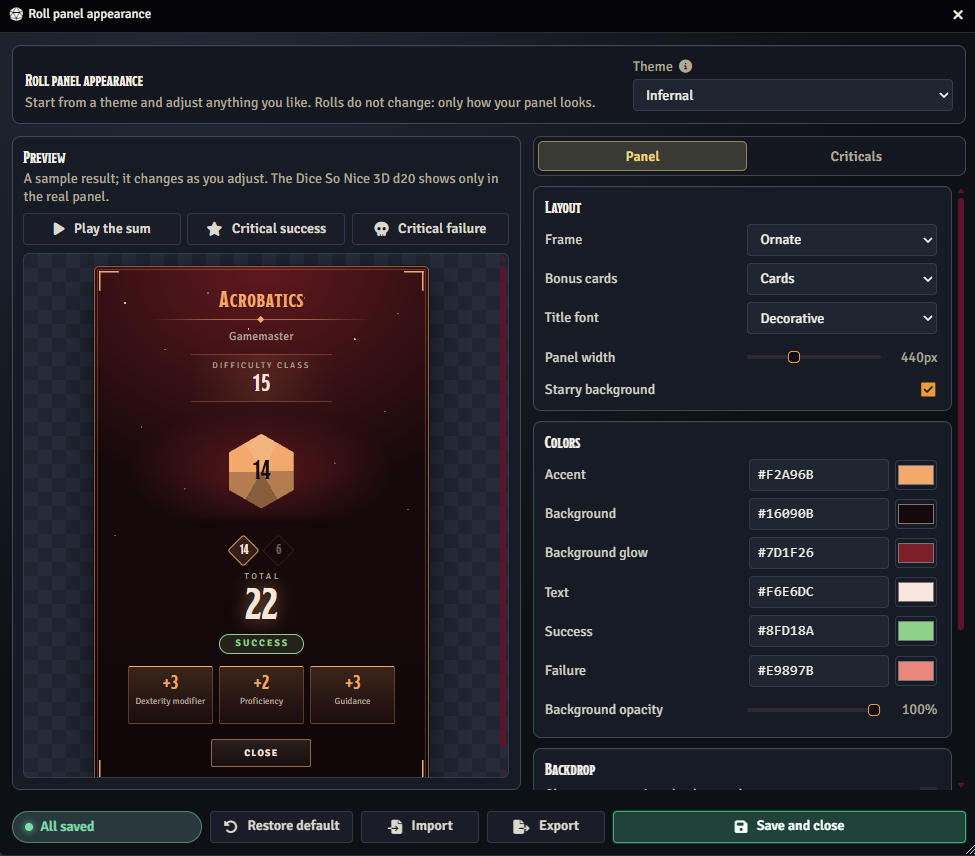 Roll panel appearance
Roll panel appearance
Start from a theme and adjust anything you like. Rolls do not change: only how your panel looks.
Theme
Infernal
Preview
A sample result; it changes as you adjust. The Dice So Nice 3D d20 shows only in
the real panel.
Play the sum
Critical success
Critical failure
Acrobatics
Gamemaster
DIFFICULTY CLASS
15
14
14
6
TOTAL
22
SUCCESS
+3
Dexterity modifier
+2
Proficiency
+3
Guidance
CLOSE
Panel
Criticals
Layout
Frame
Ornate
Bonus cards
Cards
Title font
Decorative
Panel width
440px
Starry background
Colors
Accent
#F2A96B
Background
#16090B
Background glow
#7D1F26
Text
#F6E6DC
Success
#8FD18A
Failure
#E9897B
Background opacity
100%
Backdrop
All saved
Restore default
Import
Export
Save and close